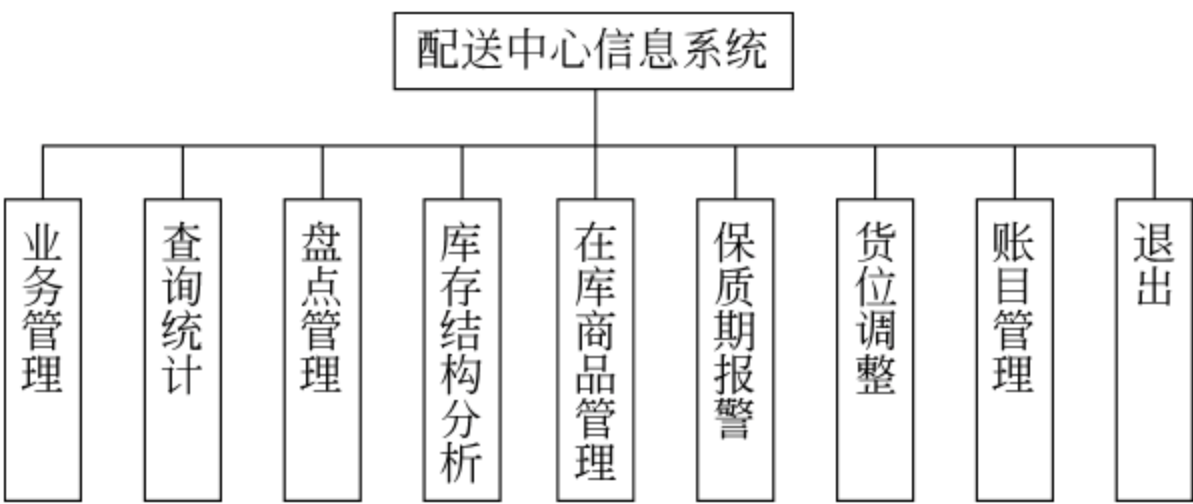 配送中心信息系统
业务管理
查询统计
盘点管理
库存结构分析
在库商品管理
保质期报警
货位调整
账目管理
退出